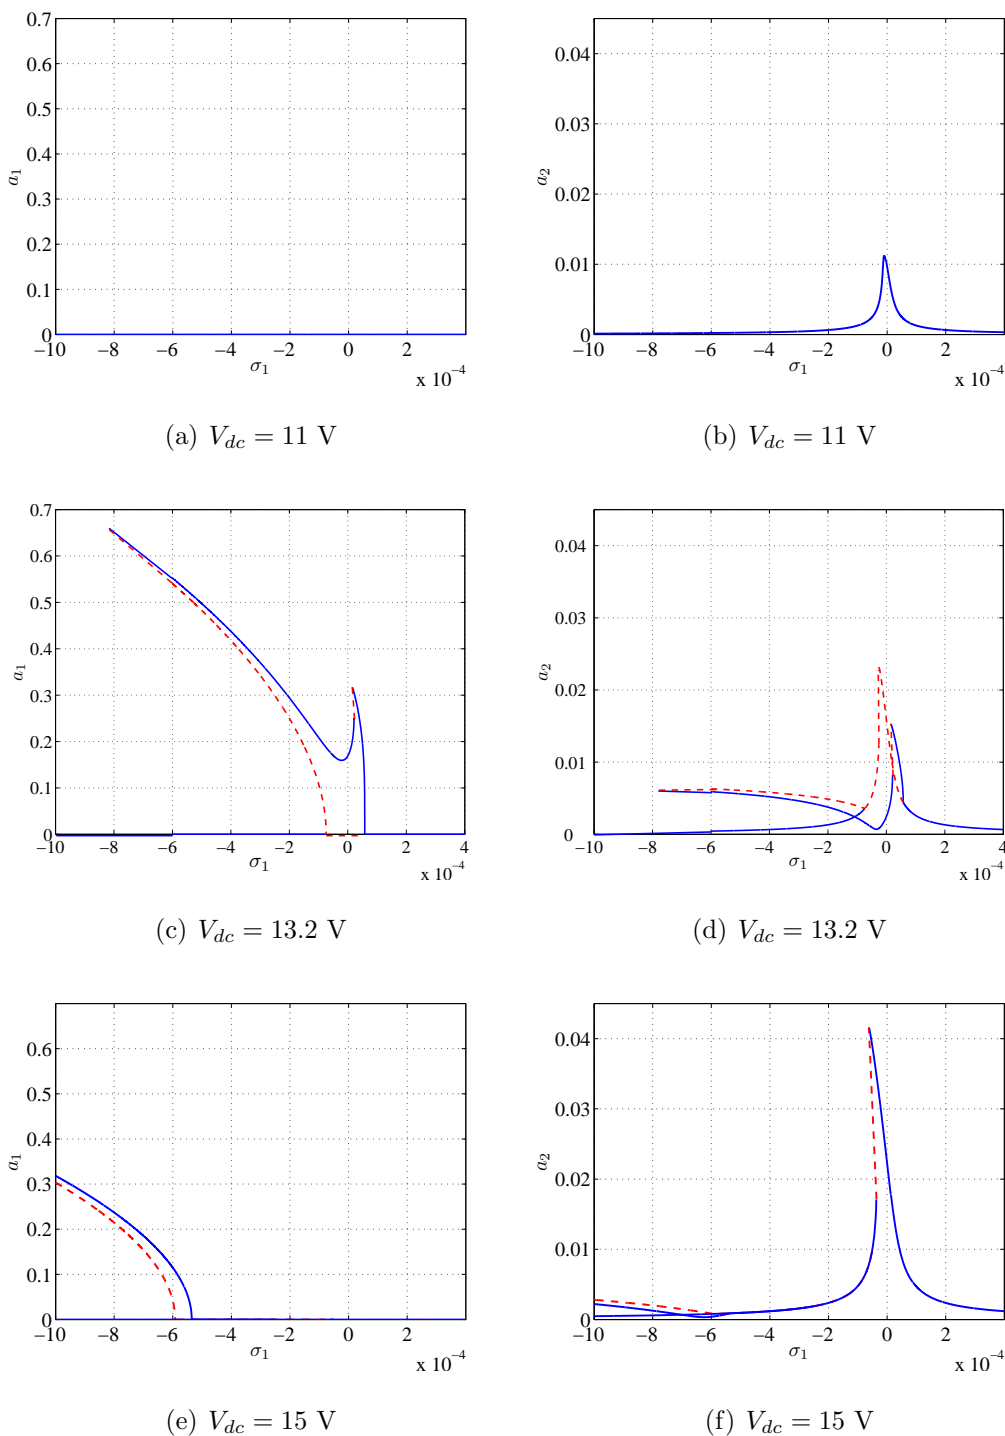 0.7
0.6
0.5
0.4
0.3
0.2
0.1
0
a₁
−10 −8 −6 −4 −2 0 2
σ₁
x 10⁻⁴
(a) V_dc = 11 V
0.04
0.03
0.02
0.01
0
a₂
−10 −8 −6 −4 −2 0 2
σ₁
x 10⁻⁴
(b) V_dc = 11 V
0.7
0.6
0.5
0.4
0.3
0.2
0.1
0
a₁
−10 −8 −6 −4 −2 0 2 4
σ₁
x 10⁻⁴
(c) V_dc = 13.2 V
0.04
0.03
0.02
0.01
0
a₂
−10 −8 −6 −4 −2 0 2 4
σ₁
x 10⁻⁴
(d) V_dc = 13.2 V
0.6
0.5
0.4
0.3
0.2
0.1
0
a₁
−10 −8 −6 −4 −2 0 2
σ₁
x 10⁻⁴
(e) V_dc = 15 V
0.04
0.03
0.02
0.01
0
a₂
−10 −8 −6 −4 −2 0 2
σ₁
x 10⁻⁴
(f) V_dc = 15 V